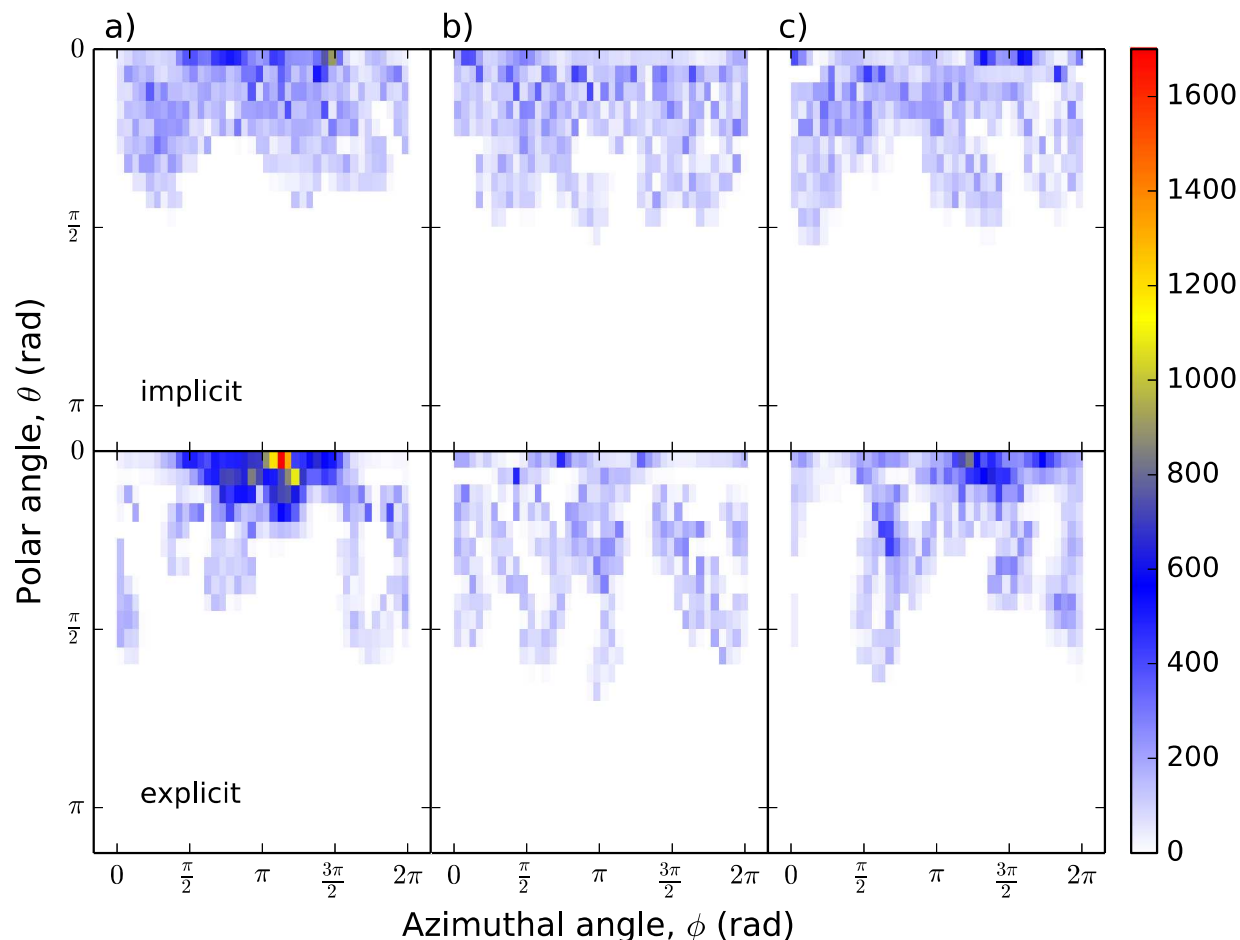 a) b) c)
0
π/2
π
implicit
0
π/2
π
explicit
0 π/2 π 3π/2 2π 0 π/2 π 3π/2 2π 0 π/2 π 3π/2 2π
Azimuthal angle, ϕ (rad)
Polar angle, θ (rad)
1600
1400
1200
1000
800
600
400
200
0